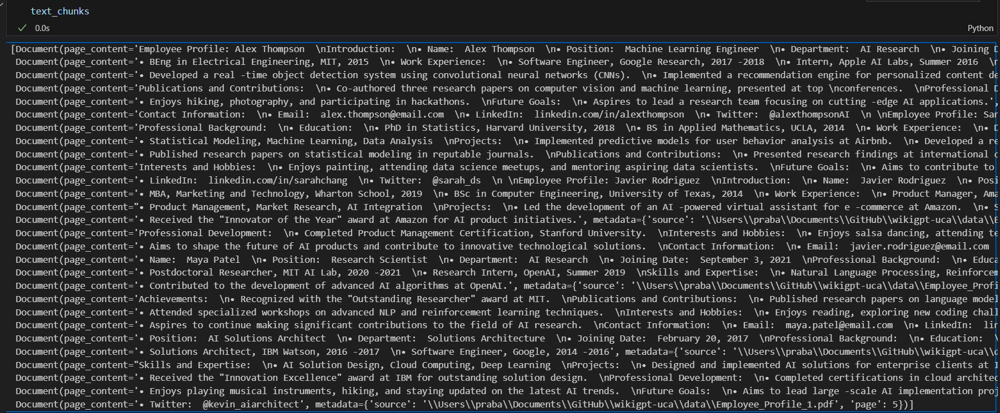 text_chunks
0.0s
Python
[Document(page_content='Employee Profile: Alex Thompson  \nIntroduction:  \n• Name:  Alex Thompson  \n• Position:  Machine Learning Engineer  \n• Department:  AI Research  \n• Joining D
Document(page_content='• BEng in Electrical Engineering, MIT, 2015  \n• Work Experience:  \n• Software Engineer, Google Research, 2017 -2018  \n• Intern, Apple AI Labs, Summer 2016  \n
Document(page_content='• Developed a real -time object detection system using convolutional neural networks (CNNs).  \n• Implemented a recommendation engine for personalized content de
Document(page_content='Publications and Contributions:  \n• Co-authored three research papers on computer vision and machine learning, presented at top \nconferences.  \nProfessional D
Document(page_content='• Enjoys hiking, photography, and participating in hackathons.  \nFuture Goals:  \n• Aspires to lead a research team focusing on cutting -edge AI applications.',
Document(page_content='Contact Information:  \n• Email:  alex.thompson@email.com  \n• LinkedIn:  linkedin.com/in/alexthompson  \n• Twitter:  @alexthompsonAI  \n \nEmployee Profile: Sar
Document(page_content='Professional Background:  \n• Education:  \n• PhD in Statistics, Harvard University, 2018  \n• BS in Applied Mathematics, UCLA, 2014  \n• Work Experience:  \n• D
Document(page_content='• Statistical Modeling, Machine Learning, Data Analysis  \nProjects:  \n• Implemented predictive models for user behavior analysis at Airbnb.  \n• Developed a re
Document(page_content='• Published research papers on statistical modeling in reputable journals.  \nPublications and Contributions:  \n• Presented research findings at international c
Document(page_content='Interests and Hobbies:  \n• Enjoys painting, attending data science meetups, and mentoring aspiring data scientists.  \nFuture Goals:  \n• Aims to contribute to
Document(page_content='• LinkedIn:  linkedin.com/in/sarahchang  \n• Twitter:  @sarah_ds  \n \nEmployee Profile: Javier Rodriguez  \nIntroduction:  \n• Name:  Javier Rodriguez  \n• Posi
Document(page_content='• MBA, Marketing and Technology, Wharton School, 2019  \n• BSc in Computer Engineering, University of Texas, 2014  \n• Work Experience:  \n• Product Manager, Ama
Document(page_content="• Product Management, Market Research, AI Integration  \nProjects:  \n• Led the development of an AI -powered virtual assistant for e -commerce at Amazon.  \n• S
Document(page_content='• Received the "Innovator of the Year" award at Amazon for AI product initiatives.', metadata={'source': '\\Users\\praba\\Documents\\GitHub\\wikigpt-uca\\data\\E
Document(page_content='Professional Development:  \n• Completed Product Management Certification, Stanford University.  \nInterests and Hobbies:  \n• Enjoys salsa dancing, attending te
Document(page_content='• Aims to shape the future of AI products and contribute to innovative technological solutions.  \nContact Information:  \n• Email:  javier.rodriguez@email.com
Document(page_content='• Name:  Maya Patel  \n• Position:  Research Scientist  \n• Department:  AI Research  \n• Joining Date:  September 3, 2021  \nProfessional Background:  \n• Educa
Document(page_content='• Postdoctoral Researcher, MIT AI Lab, 2020 -2021  \n• Research Intern, OpenAI, Summer 2019  \nSkills and Expertise:  \n• Natural Language Processing, Reinforcem
Document(page_content='• Contributed to the development of advanced AI algorithms at OpenAI.', metadata={'source': '\\Users\\praba\\Documents\\GitHub\\wikigpt-uca\\data\\Employee_Profi
Document(page_content='Achievements:  \n• Recognized with the "Outstanding Researcher" award at MIT.  \nPublications and Contributions:  \n• Published research papers on language model
Document(page_content='• Attended specialized workshops on advanced NLP and reinforcement learning techniques.  \nInterests and Hobbies:  \n• Enjoys reading, exploring new coding chall
Document(page_content='• Aspires to continue making significant contributions to the field of AI research.  \nContact Information:  \n• Email:  maya.patel@email.com  \n• LinkedIn:  lin
Document(page_content='• Position:  AI Solutions Architect  \n• Department:  Solutions Architecture  \n• Joining Date:  February 20, 2017  \nProfessional Background:  \n• Education:  \
Document(page_content='• Solutions Architect, IBM Watson, 2016 -2017  \n• Software Engineer, Google, 2014 -2016', metadata={'source': '\\Users\\praba\\Documents\\GitHub\\wikigpt-uca\\d
Document(page_content="Skills and Expertise:  \n• AI Solution Design, Cloud Computing, Deep Learning  \nProjects:  \n• Designed and implemented AI solutions for enterprise clients at I
Document(page_content='• Received the "Innovation Excellence" award at IBM for outstanding solution design.  \nProfessional Development:  \n• Completed certifications in cloud architec
Document(page_content='• Enjoys playing musical instruments, hiking, and staying updated on the latest AI trends.  \nFuture Goals:  \n• Aims to lead large -scale AI implementation proj
Document(page_content='• Twitter:  @kevin_aiarchitect', metadata={'source': '\\Users\\praba\\Documents\\GitHub\\wikigpt-uca\\data\\Employee_Profile_1.pdf', 'page': 5})]